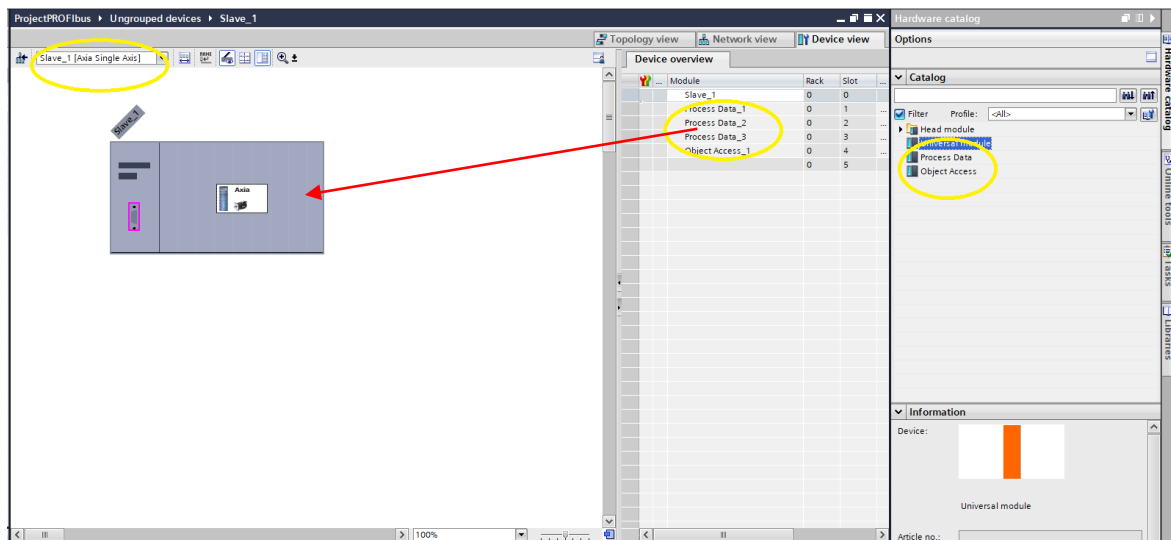 ProjectPROFIbus ▸ Ungrouped devices ▸ Slave_1
Hardware catalog
Topology view
Network view
Device view
Options
Slave_1 [Axia Single Axis]
Device overview
... Module Rack Slot ...
Slave_1 0 0
Process Data_1 0 1 ...
Process Data_2 0 2 ...
Process Data_3 0 3 ...
Object Access_1 0 4 ...
0 5
Slave_1
Axia
Catalog
Filter Profile: <All>
Head module
Universal module
Process Data
Object Access
Information
Device:
Universal module
Article no.:
100%
Hardware catalog
Online tools
Tasks
Libraries